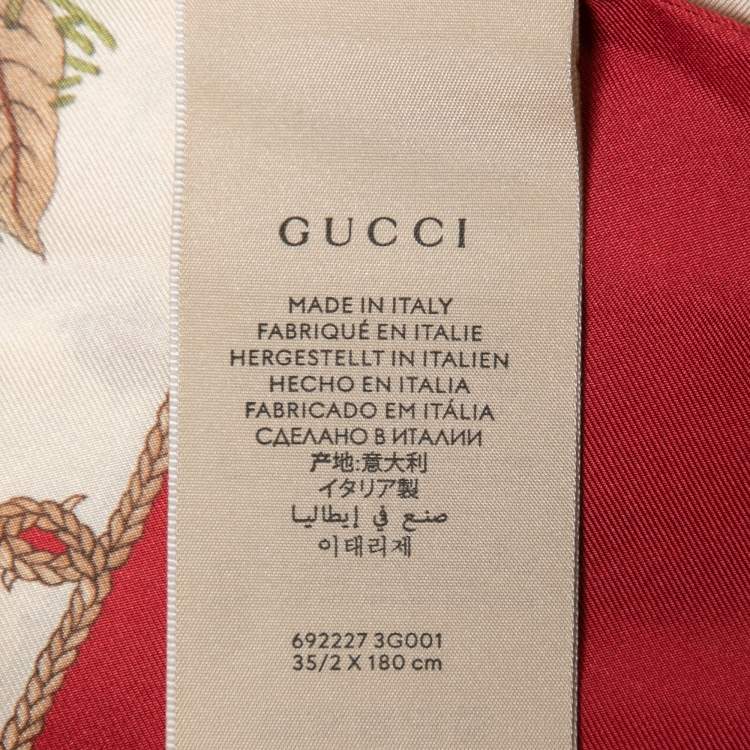 GUCCI
MADE IN ITALY
FABRIQUÉ EN ITALIE
HERGESTELLT IN ITALIEN
HECHO EN ITALIA
FABRICADO EM ITÁLIA
СДЕЛАНО В ИТАЛИИ
产地:意大利
イタリア製
صنع في إيطاليا
이태리제
692227 3G001
35/2 X 180 cm